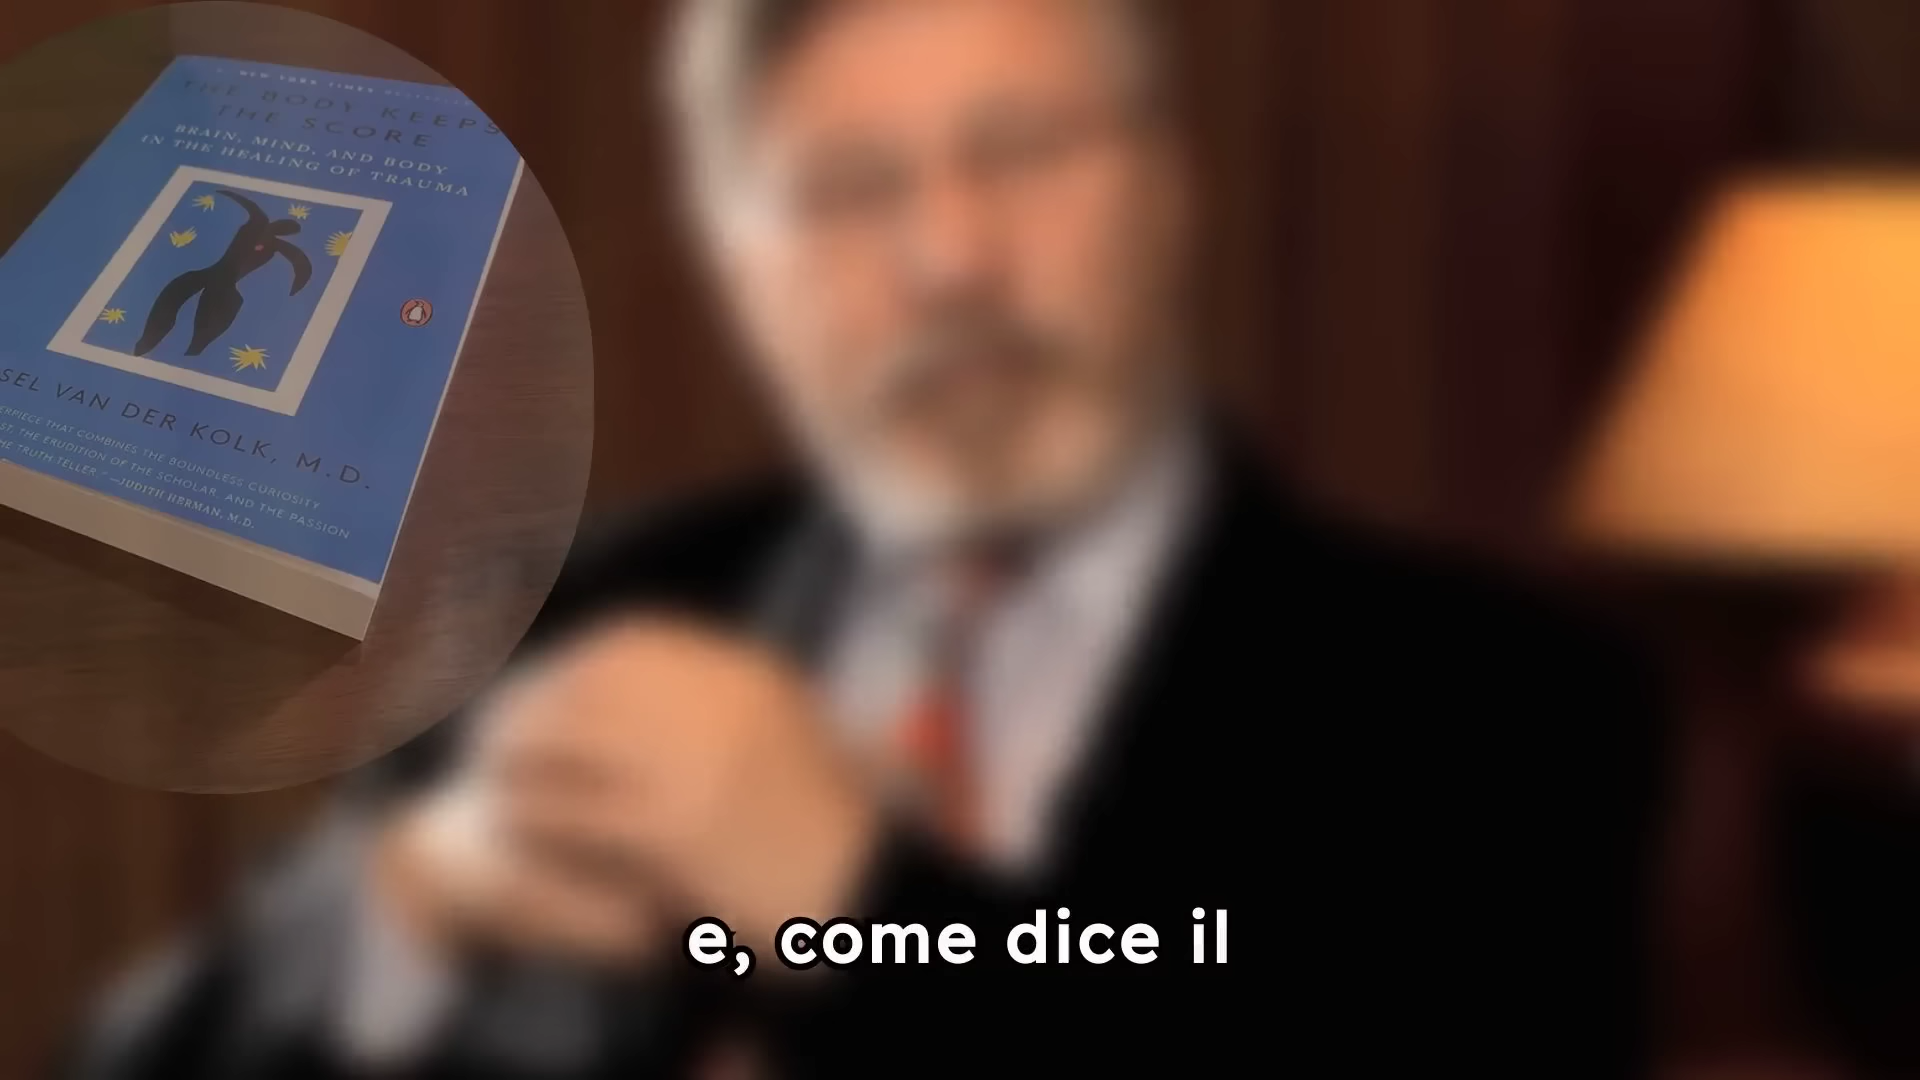 NEW YORK TIMES BESTSELLER
THE BODY KEEPS
THE SCORE
BRAIN, MIND, AND BODY
IN THE HEALING OF TRAUMA
SEL VAN DER KOLK, M.D.
ERPIECE THAT COMBINES THE BOUNDLESS CURIOSITY
ST, THE ERUDITION OF THE SCHOLAR, AND THE PASSION
HE TRUTH TELLER." —JUDITH HERMAN, M.D.
e, come dice il